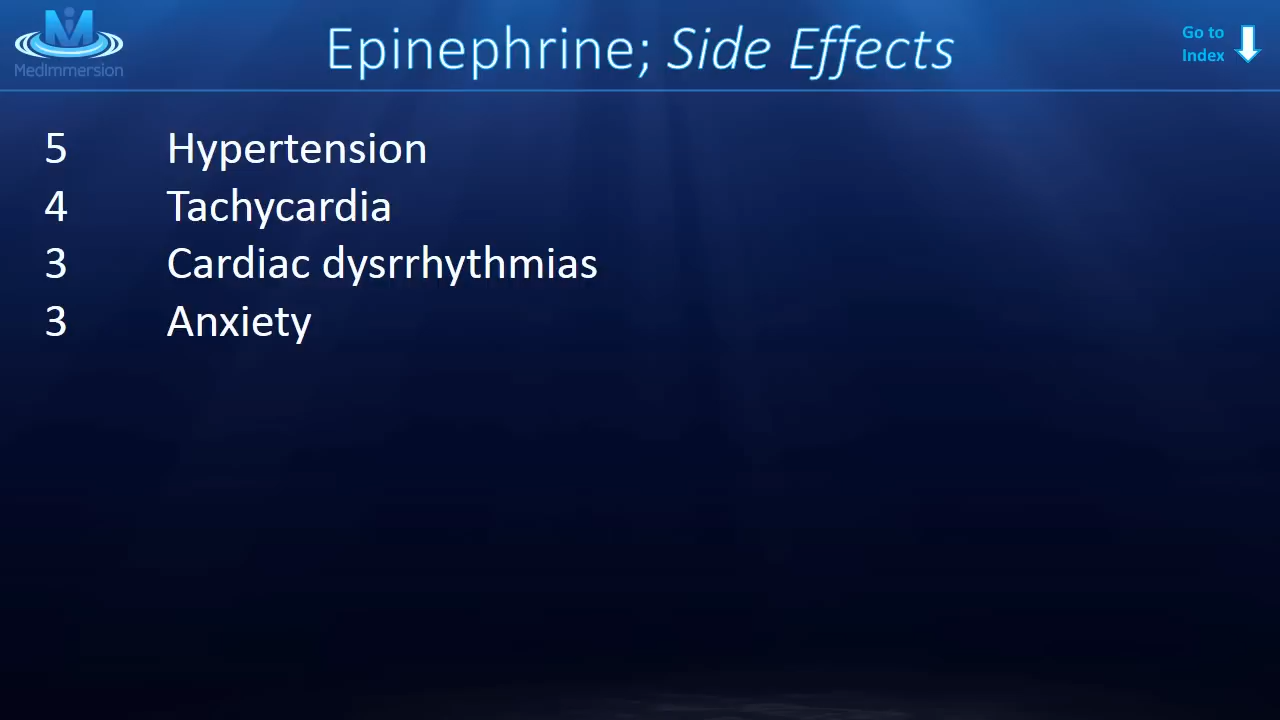 MedImmersion
Epinephrine; Side Effects
Go to
Index
5 Hypertension
4 Tachycardia
3 Cardiac dysrrhythmias
3 Anxiety